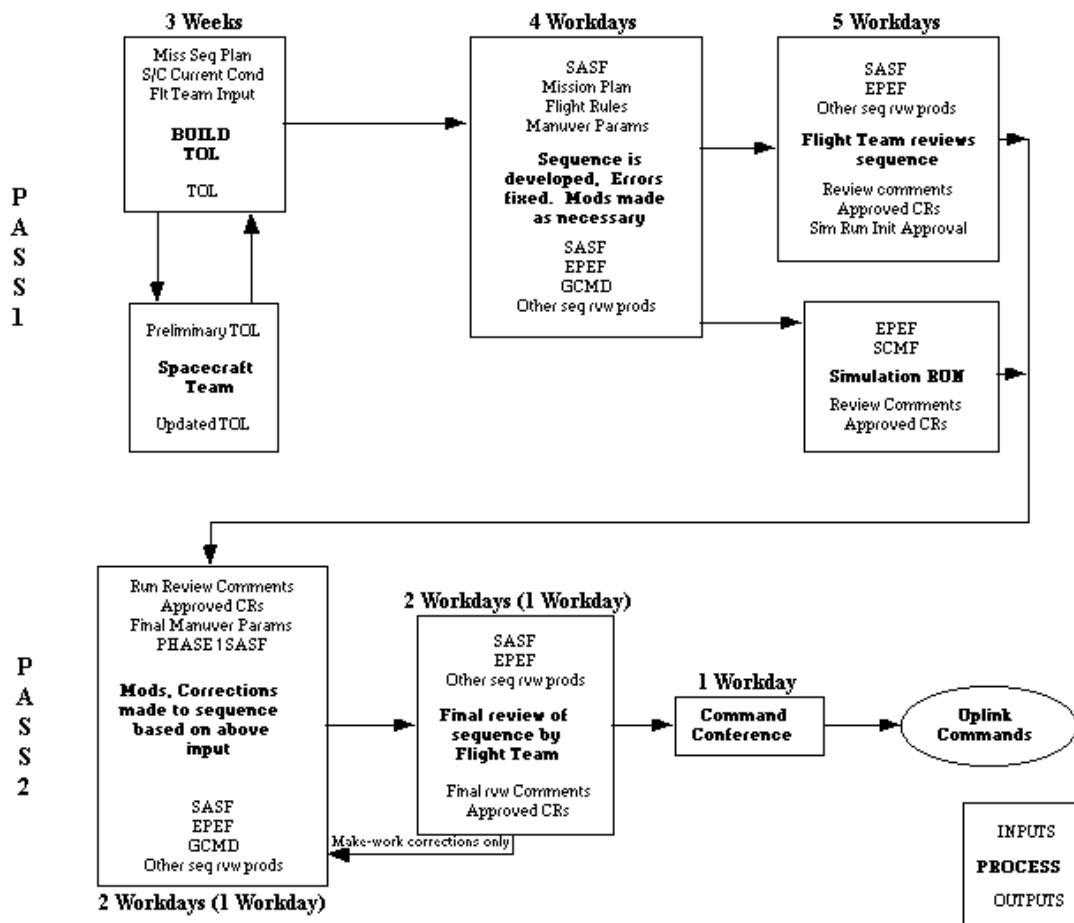 3 Weeks
Miss Seq Plan
S/C Current Cond
Flt Team Input
BUILD
TOL
TOL
4 Workdays
SASF
Mission Plan
Flight Rules
Manuver Params
Sequence is
developed, Errors
fixed. Mods made
as necessary
SASF
EPEF
GCMD
Other seq rvw prods
5 Workdays
SASF
EPEF
Other seq rvw prods
Flight Team reviews
sequence
Review comments
Approved CRs
Sim Run Init Approval
P
A
S
S
1
Preliminary TOL
Spacecraft
Team
Updated TOL
EPEF
SCMF
Simulation RUN
Review Comments
Approved CRs
P
A
S
S
2
Run Review Comments
Approved CRs
Final Manuver Params
PHASE 1 SASF
Mods, Corrections
made to sequence
based on above
input
SASF
EPEF
GCMD
Other seq rvw prods
2 Workdays (1 Workday)
2 Workdays (1 Workday)
SASF
EPEF
Other seq rvw prods
Final review of
sequence by
Flight Team
Final rvw Comments
Approved CRs
Make-work corrections only
1 Workday
Command
Conference
Uplink
Commands
INPUTS
PROCESS
OUTPUTS